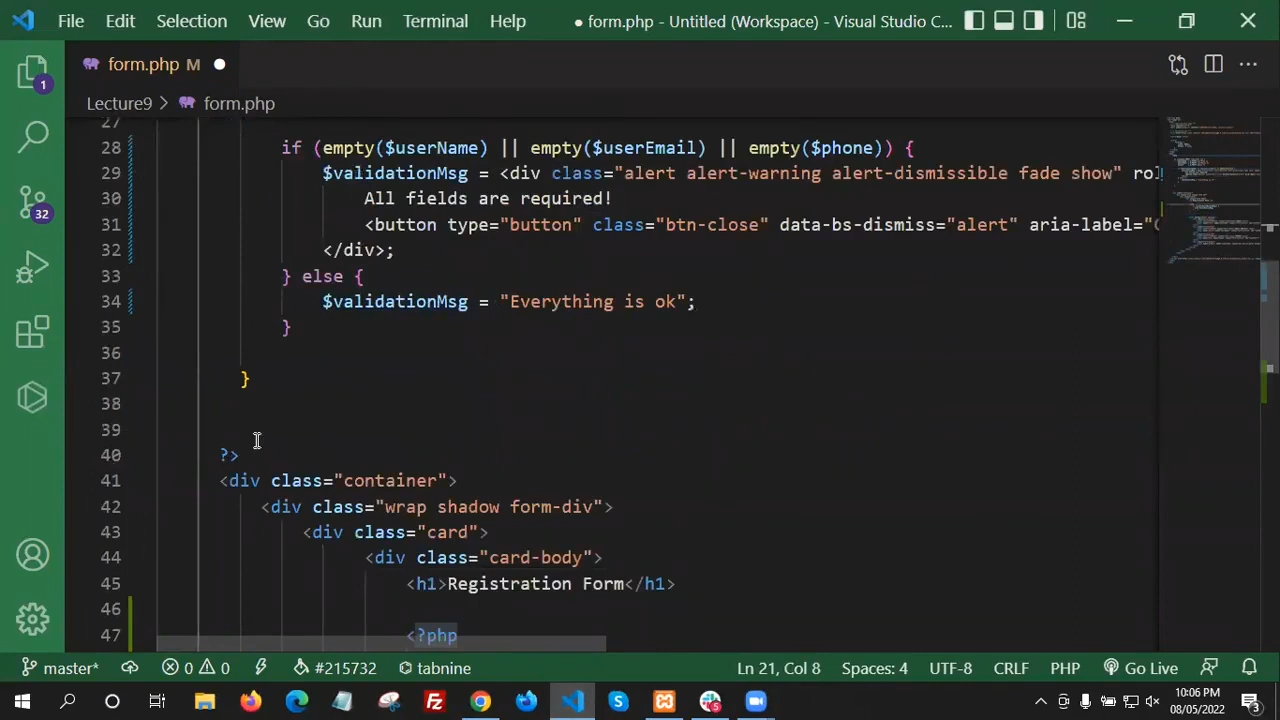 File Edit Selection View Go Run Terminal Help ● form.php - Untitled (Workspace) - Visual Studio C...
1
form.php M ●
Lecture9 > form.php
27
28 if (empty($userName) || empty($userEmail) || empty($phone)) {
29 $validationMsg = <div class="alert alert-warning alert-dismissible fade show" rol
30 All fields are required!
31 <button type="button" class="btn-close" data-bs-dismiss="alert" aria-label="C
32 </div>;
33 } else {
34 $validationMsg = "Everything is ok";
35 }
36
37 }
38
39
40 ?>
41 <div class="container">
42 <div class="wrap shadow form-div">
43 <div class="card">
44 <div class="card-body">
45 <h1>Registration Form</h1>
46
47 <?php
32
master* 0 0 #215732 tabnine Ln 21, Col 8 Spaces: 4 UTF-8 CRLF PHP Go Live
10:06 PM
08/05/2022
3